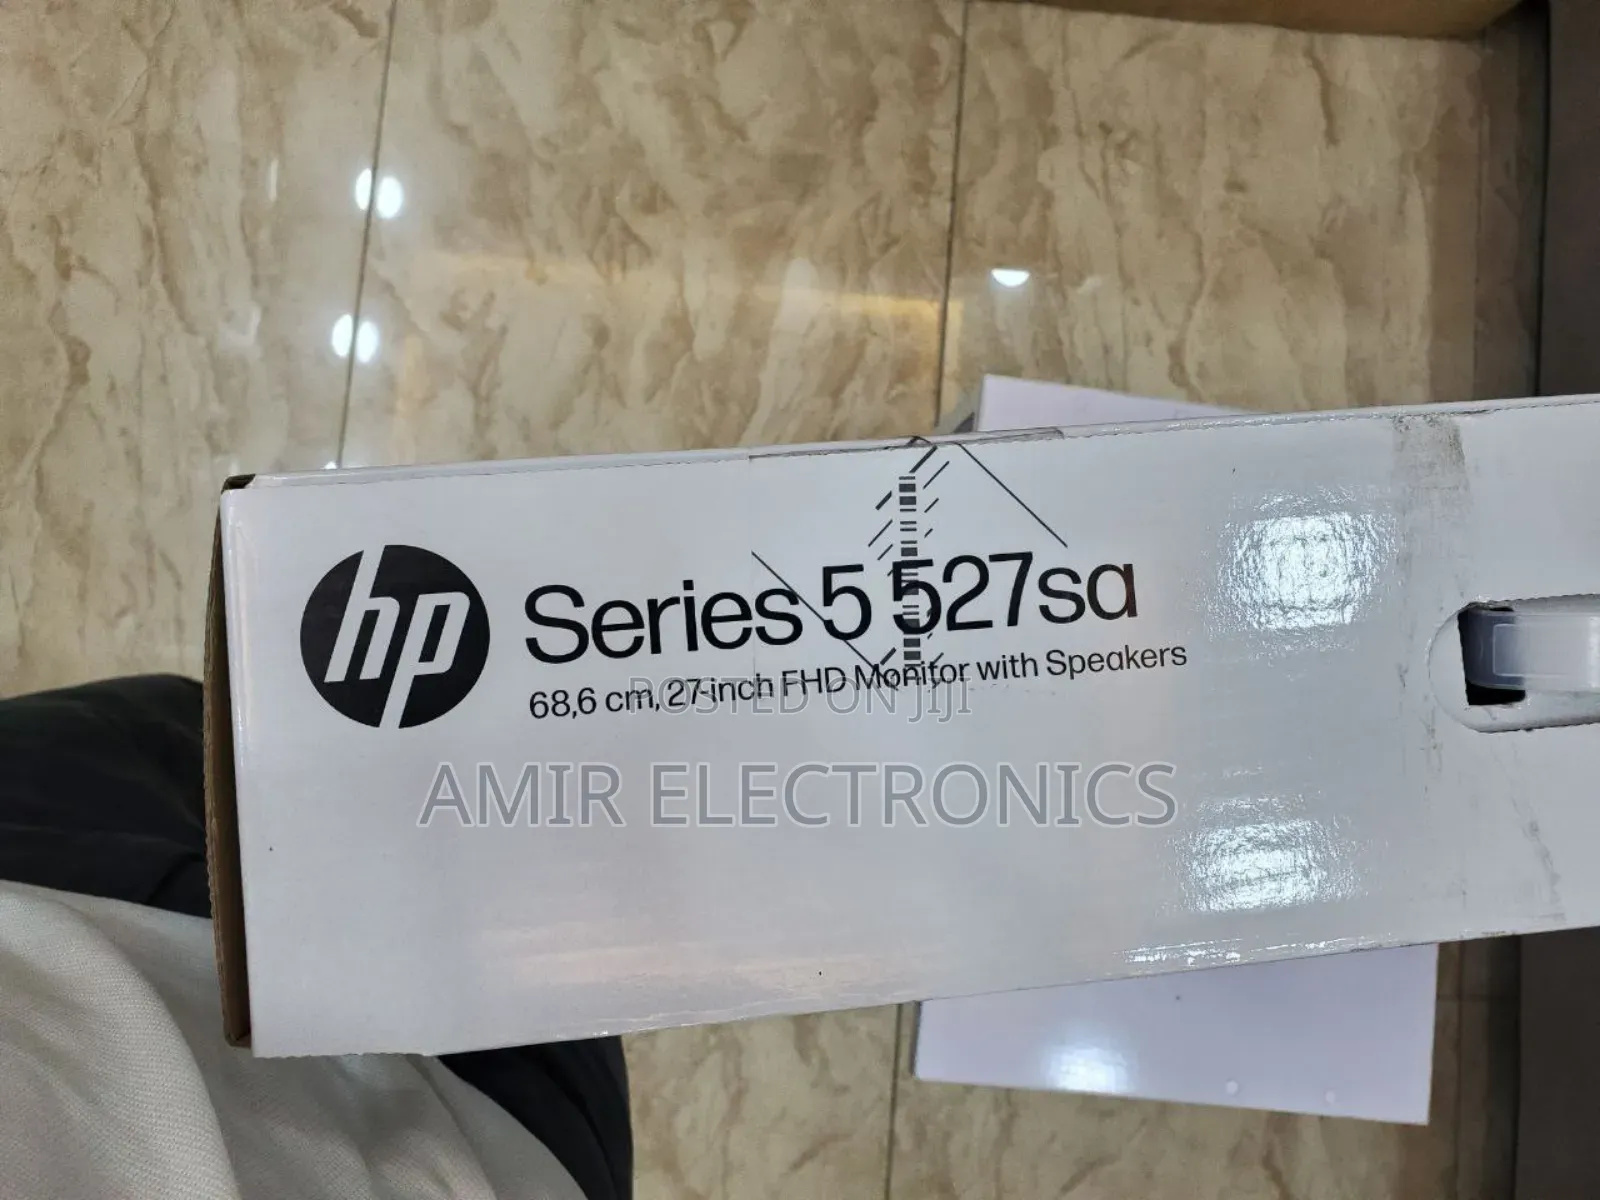 hp
Series 5 527sa
68,6 cm, 27-inch FHD Monitor with Speakers
POSTED ON JIJI
AMIR ELECTRONICS